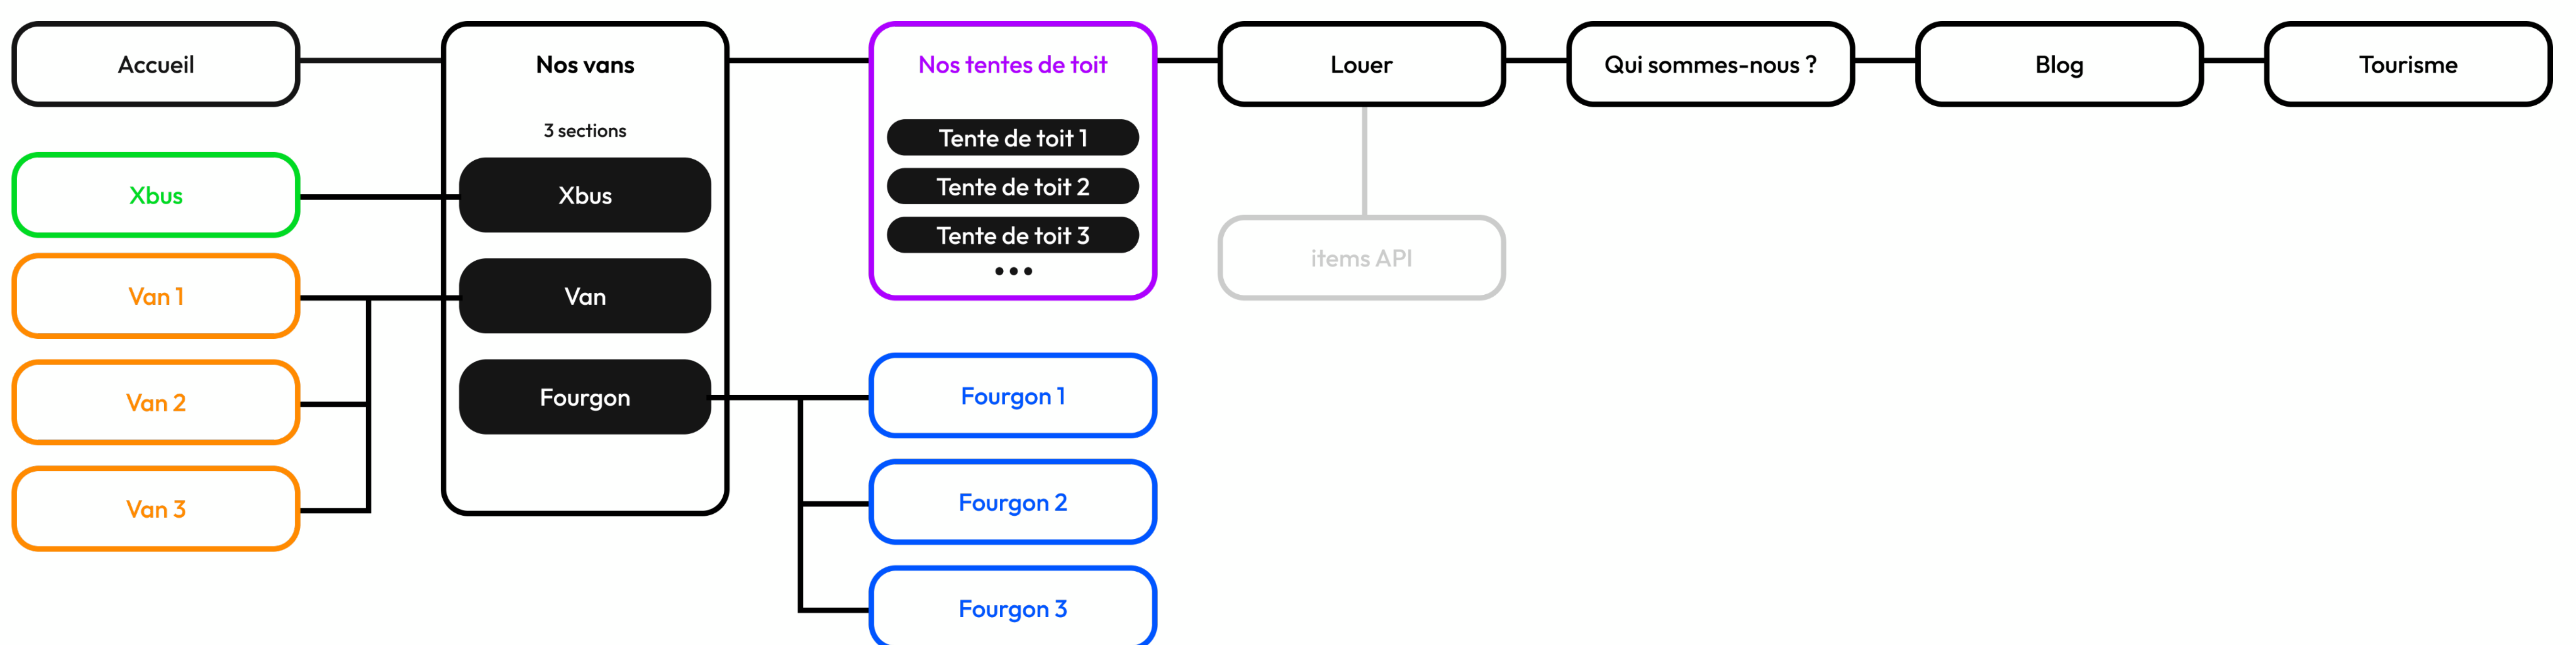 Accueil
Nos vans
Nos tentes de toit
Louer
Qui sommes-nous ?
Blog
Tourisme
3 sections
Xbus
Van 1
Van 2
Van 3
Xbus
Van
Fourgon
Tente de toit 1
Tente de toit 2
Tente de toit 3
•••
items API
Fourgon 1
Fourgon 2
Fourgon 3